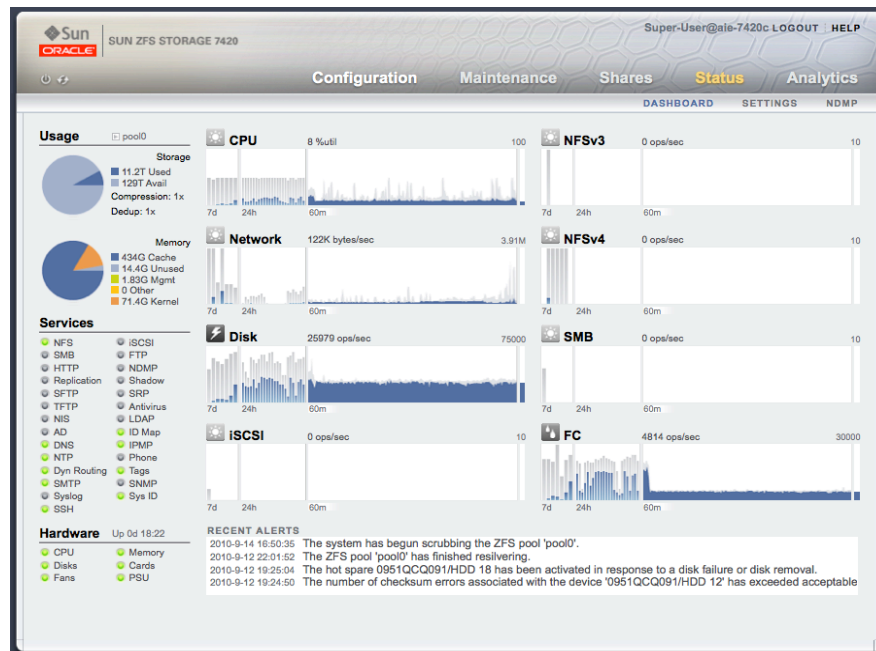 Sun
ORACLE
SUN ZFS STORAGE 7420
Super-User@aie-7420c LOGOUT HELP
Configuration Maintenance Shares Status Analytics
DASHBOARD SETTINGS NDMP
Usage pool0
Storage
11.2T Used
129T Avail
Compression: 1x
Dedup: 1x
Memory
434G Cache
14.4G Unused
1.83G Mgmt
0 Other
71.4G Kernel
Services
NFS iSCSI
SMB FTP
HTTP NDMP
Replication Shadow
SFTP SRP
TFTP Antivirus
NIS LDAP
AD ID Map
DNS IPMP
NTP Phone
Dyn Routing Tags
SMTP SNMP
Syslog Sys ID
SSH
Hardware Up 0d 18:22
CPU Memory
Disks Cards
Fans PSU
CPU 8 %util 100
7d 24h 60m
Network 122K bytes/sec 3.91M
7d 24h 60m
Disk 25979 ops/sec 75000
7d 24h 60m
iSCSI 0 ops/sec 10
7d 24h 60m
NFSv3 0 ops/sec 10
7d 24h 60m
NFSv4 0 ops/sec 10
7d 24h 60m
SMB 0 ops/sec 10
7d 24h 60m
FC 4814 ops/sec 30000
7d 24h 60m
RECENT ALERTS
2010-9-14 16:50:35 The system has begun scrubbing the ZFS pool 'pool0'.
2010-9-12 22:01:52 The ZFS pool 'pool0' has finished resilvering.
2010-9-12 19:25:04 The hot spare 0951QCQ091/HDD 18 has been activated in response to a disk failure or disk removal.
2010-9-12 19:24:50 The number of checksum errors associated with the device '0951QCQ091/HDD 12' has exceeded acceptable